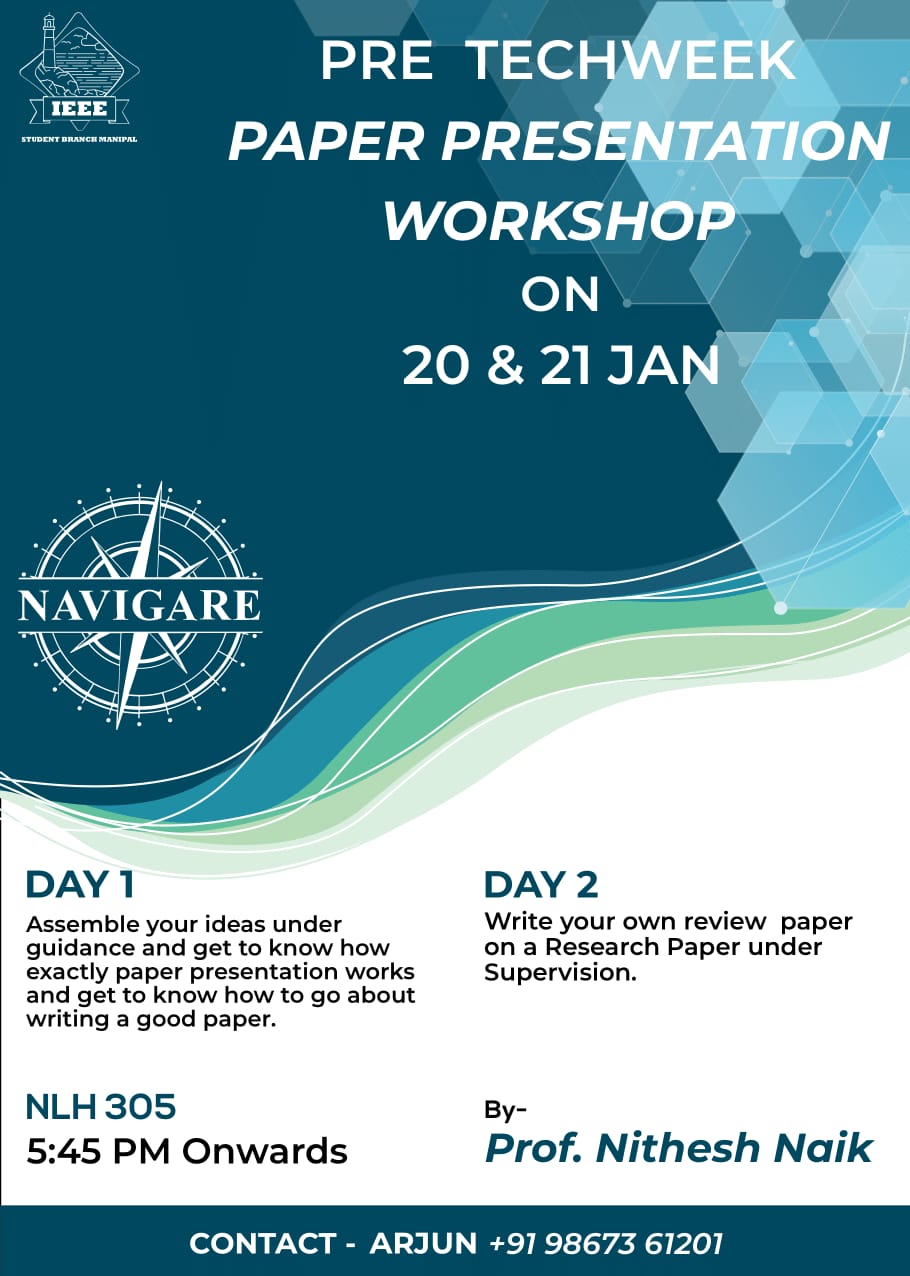 IEEE
STUDENT BRANCH MANIPAL
PRE TECHWEEK
PAPER PRESENTATION
WORKSHOP
ON
20 & 21 JAN
NAVIGARE
DAY 1
Assemble your ideas under
guidance and get to know how
exactly paper presentation works
and get to know how to go about
writing a good paper.
DAY 2
Write your own review paper
on a Research Paper under
Supervision.
NLH 305
5:45 PM Onwards
By-
Prof. Nithesh Naik
CONTACT - ARJUN +91 98673 61201